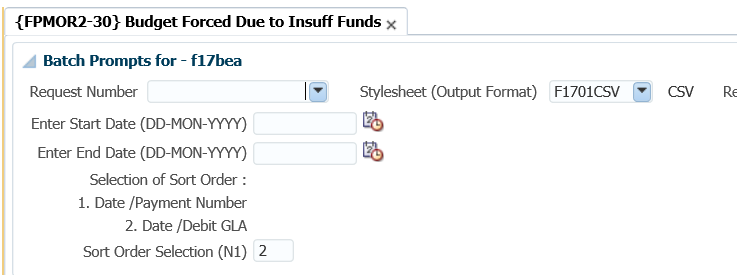 {FPMOR2-30} Budget Forced Due to Insuff Funds
Batch Prompts for - f17bea
Request Number Stylesheet (Output Format) F1701CSV CSV Re
Enter Start Date (DD-MON-YYYY)
Enter End Date (DD-MON-YYYY)
Selection of Sort Order :
1. Date /Payment Number
2. Date /Debit GLA
Sort Order Selection (N1) 2